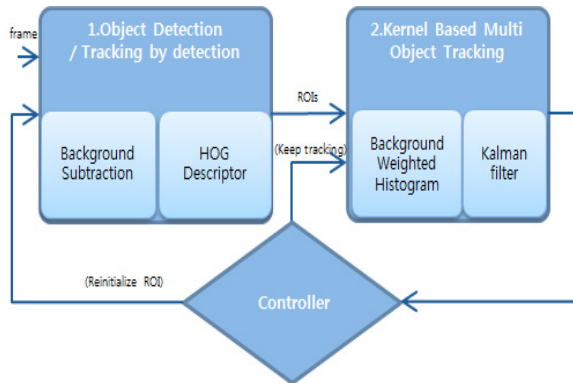 frame
1.Object Detection
/ Tracking by detection
Background
Subtraction
HOG
Descriptor
ROIs
(Keep tracking)
2.Kernel Based Multi
Object Tracking
Background
Weighted
Histogram
Kalman
filter
(Reinitialize ROI)
Controller